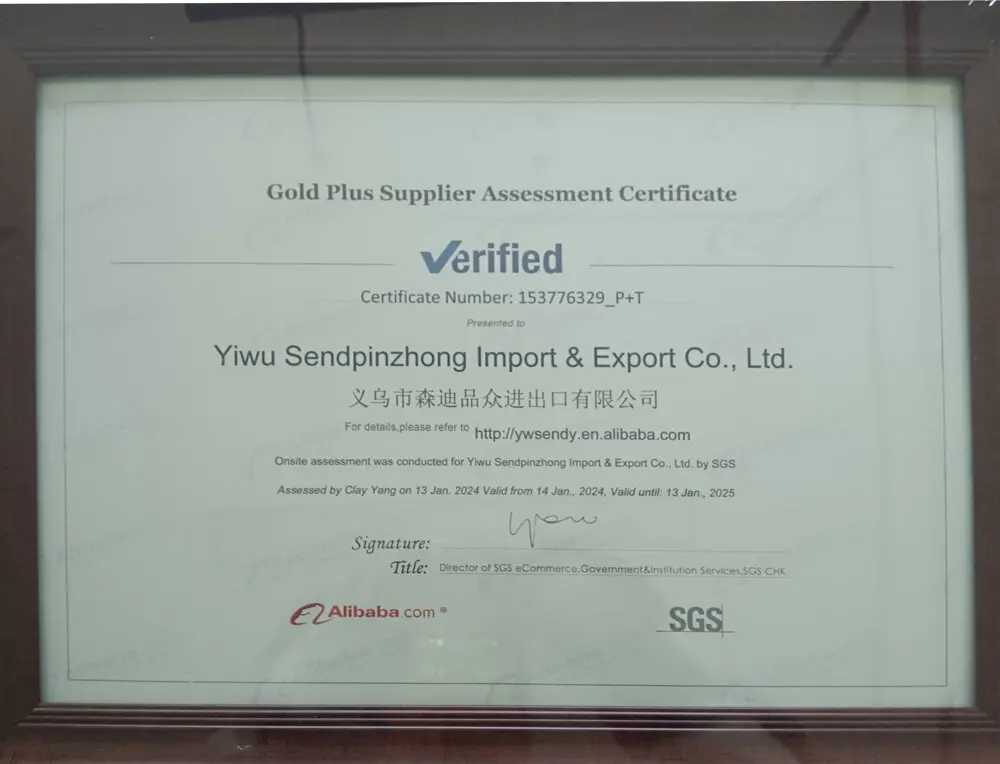 Gold Plus Supplier Assessment Certificate
Verified
Certificate Number: 153776329_P+T
Presented to
Yiwu Sendpinzhong Import & Export Co., Ltd.
义乌市森迪品众进出口有限公司
For details,please refer to http://ywsendy.en.alibaba.com
Onsite assessment was conducted for Yiwu Sendpinzhong Import & Export Co., Ltd. by SGS
Assessed by Clay Yang on 13 Jan. 2024 Valid from 14 Jan., 2024, Valid until: 13 Jan., 2025
Signature:
Title: Director of SGS eCommerce,Government&Institution Services,SGS CHK
Alibaba.com ®
SGS